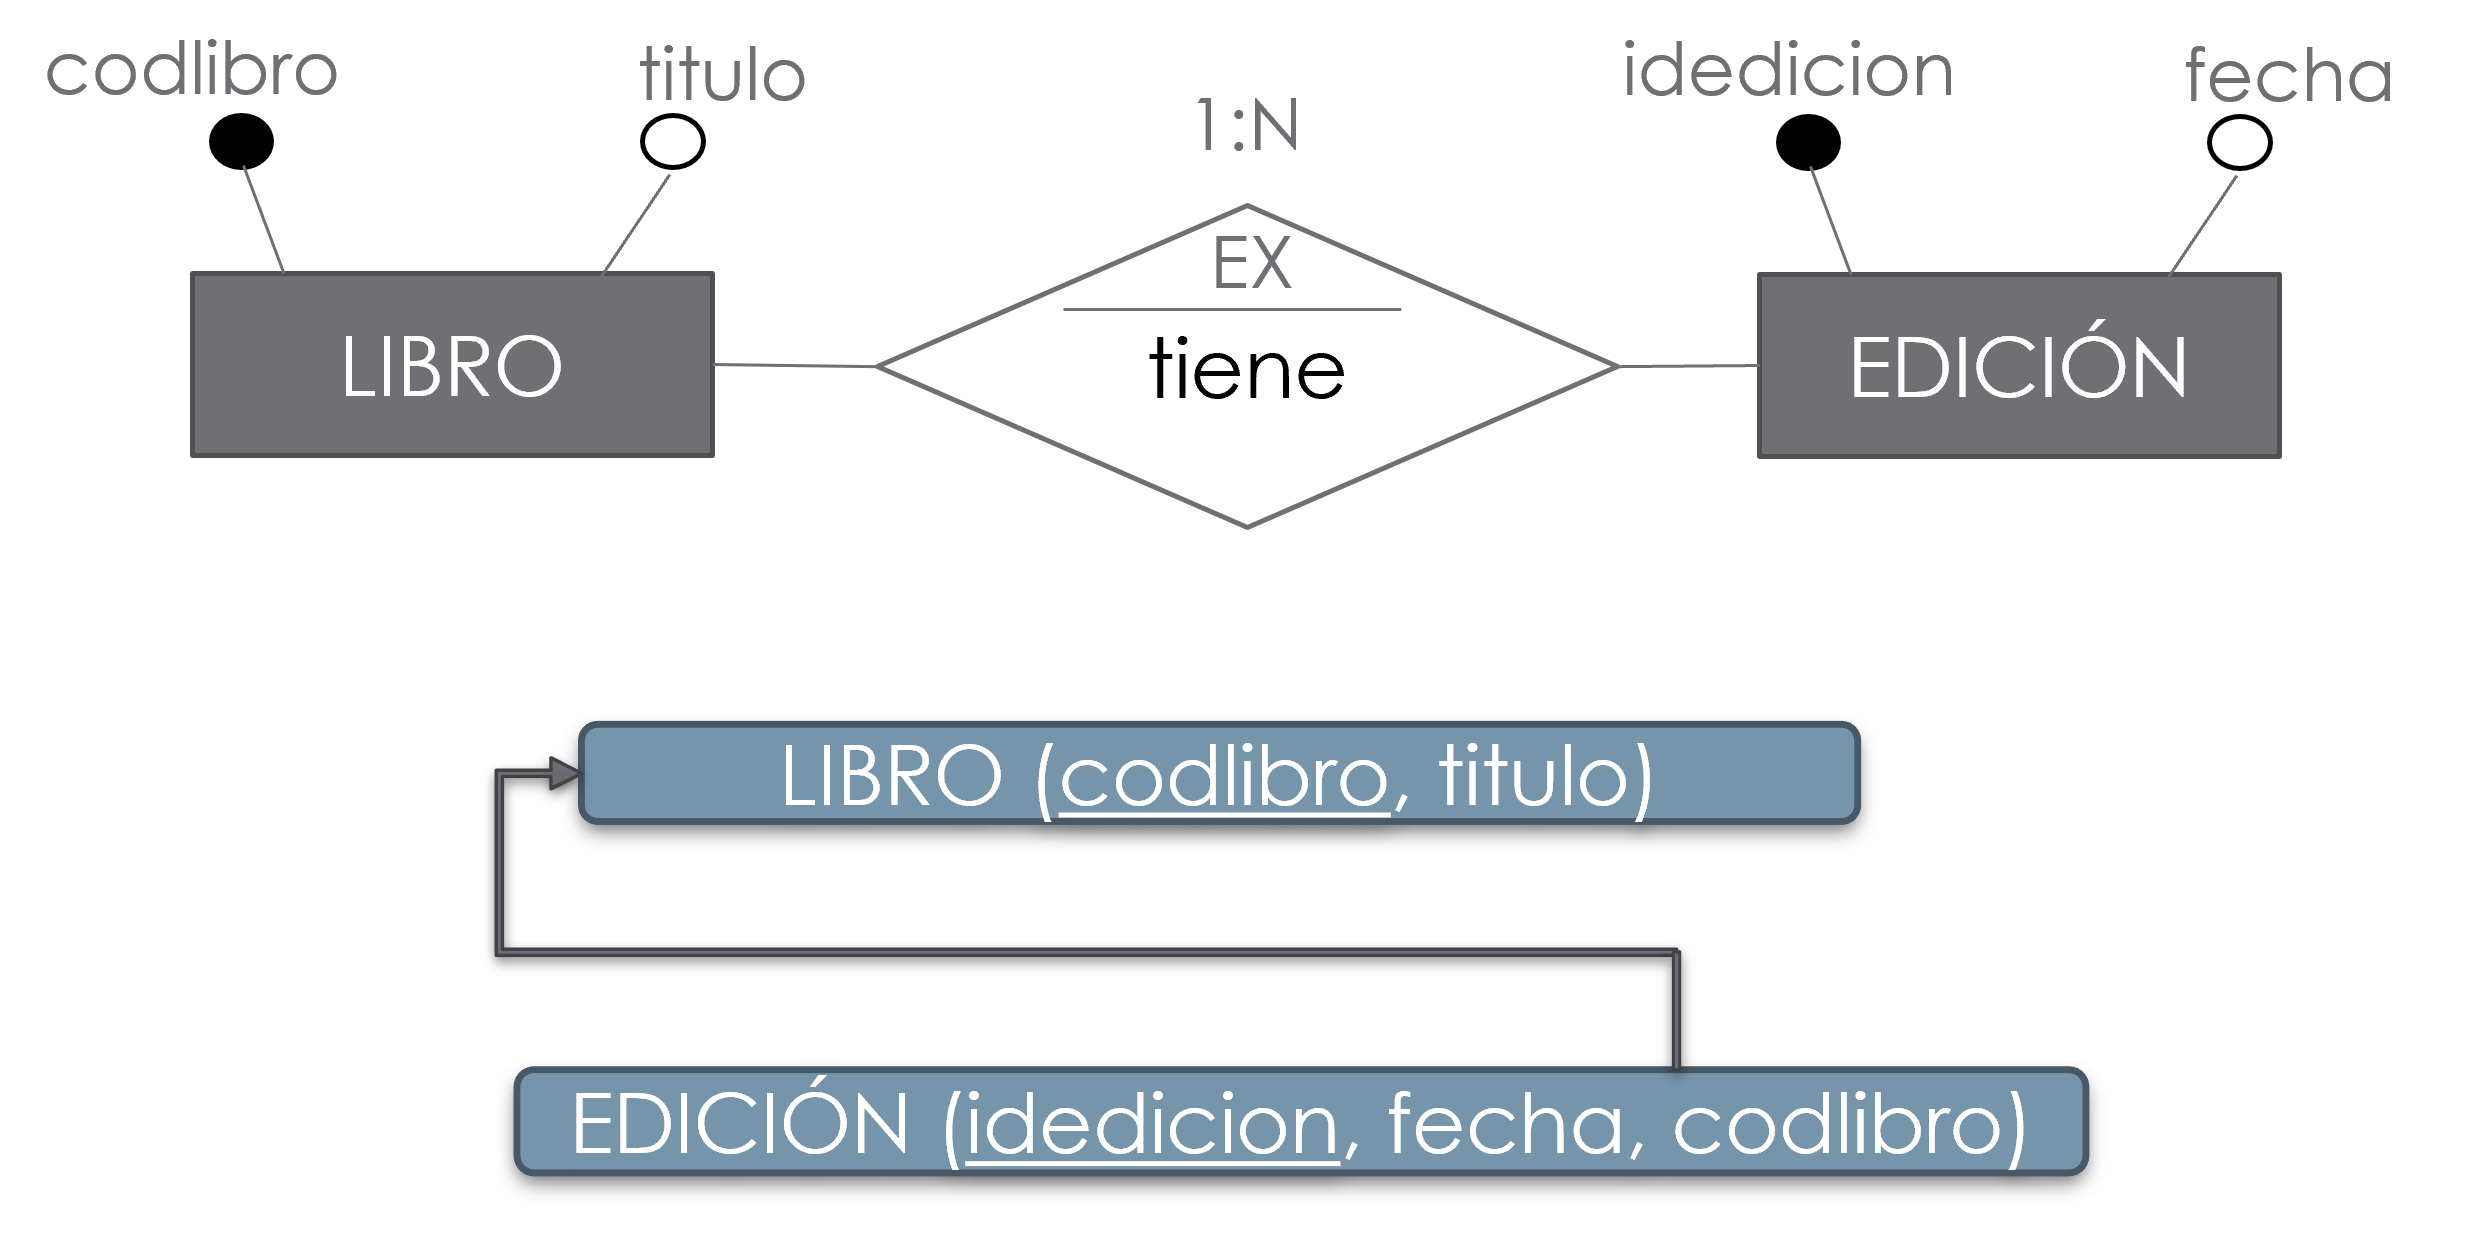 codlibro
titulo
1:N
idedicion
fecha
EX
LIBRO
tiene
EDICIÓN
LIBRO (codlibro, titulo)
EDICIÓN (idedicion, fecha, codlibro)